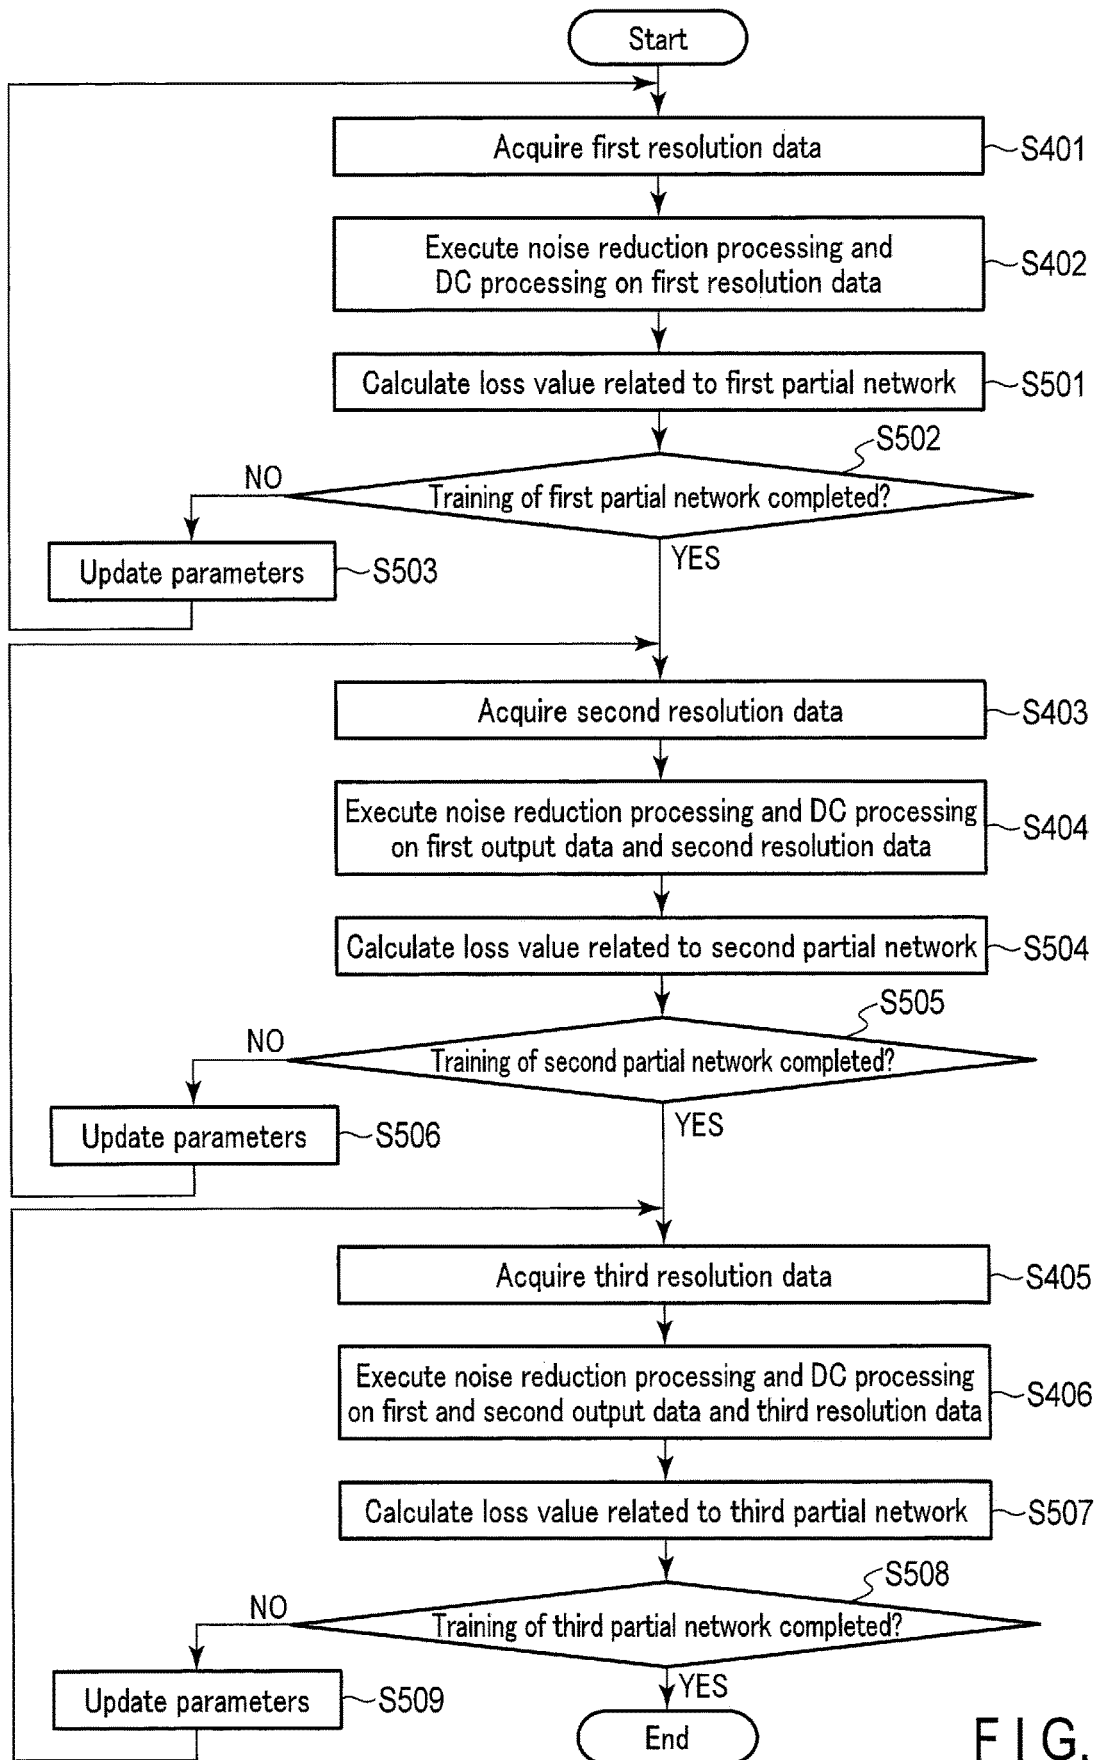 Start
Acquire first resolution data
S401
Execute noise reduction processing and
DC processing on first resolution data
S402
Calculate loss value related to first partial network
S501
S502
NO
Training of first partial network completed?
YES
Update parameters
S503
Acquire second resolution data
S403
Execute noise reduction processing and DC processing
on first output data and second resolution data
S404
Calculate loss value related to second partial network
S504
S505
NO
Training of second partial network completed?
YES
Update parameters
S506
Acquire third resolution data
S405
Execute noise reduction processing and DC processing
on first and second output data and third resolution data
S406
Calculate loss value related to third partial network
S507
S508
NO
Training of third partial network completed?
YES
Update parameters
S509
End
FIG.